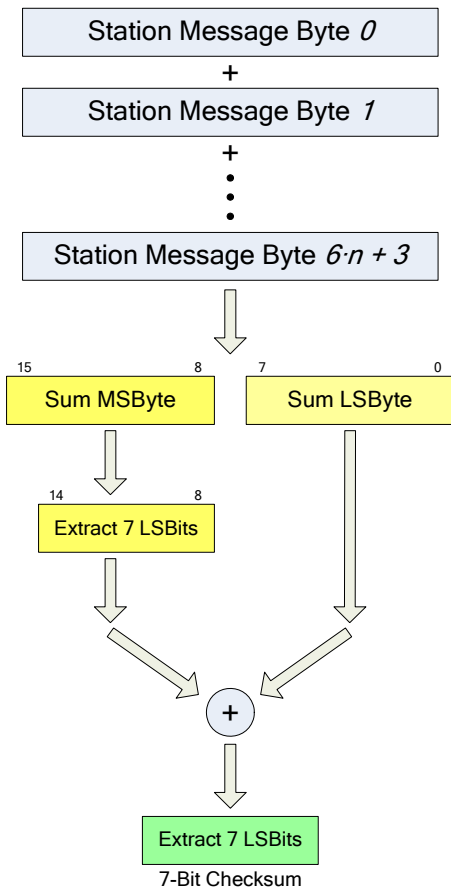 Station Message Byte 0
+
Station Message Byte 1
+
Station Message Byte 6·n + 3
15 8 7 0
Sum MSByte Sum LSByte
14 8
Extract 7 LSBits
+
Extract 7 LSBits
7-Bit Checksum